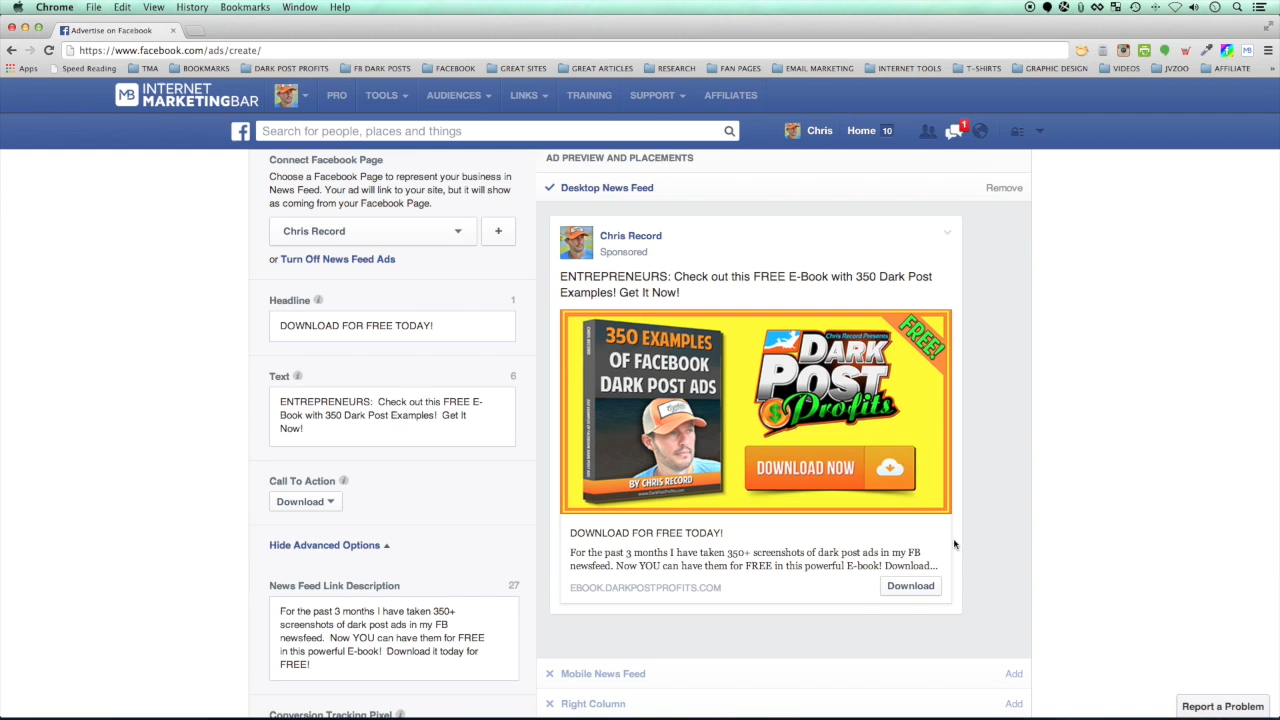 Chrome File Edit View History Bookmarks Window Help
Advertise on Facebook
https://www.facebook.com/ads/create/
Apps Speed Reading TMA BOOKMARKS DARK POST PROFITS FB DARK POSTS FACEBOOK GREAT SITES GREAT ARTICLES RESEARCH FAN PAGES EMAIL MARKETING INTERNET TOOLS T-SHIRTS GRAPHIC DESIGN VIDEOS JVZOO AFFILIATE »
MB INTERNET
MARKETINGBAR
PRO TOOLS AUDIENCES LINKS TRAINING SUPPORT AFFILIATES
Search for people, places and things
Chris Home 10 1
Connect Facebook Page
Choose a Facebook Page to represent your business in
News Feed. Your ad will link to your site, but it will show
as coming from your Facebook Page.
Chris Record +
or Turn Off News Feed Ads
Headline 1
DOWNLOAD FOR FREE TODAY!
Text 6
ENTREPRENEURS: Check out this FREE E-
Book with 350 Dark Post Examples! Get It
Now!
Call To Action
Download
Hide Advanced Options
News Feed Link Description 27
For the past 3 months I have taken 350+
screenshots of dark post ads in my FB
newsfeed. Now YOU can have them for FREE
in this powerful E-book! Download it today for
FREE!
Conversion Tracking Pixel
AD PREVIEW AND PLACEMENTS
Desktop News Feed Remove
Chris Record
Sponsored
ENTREPRENEURS: Check out this FREE E-Book with 350 Dark Post
Examples! Get It Now!
350 EXAMPLES
OF FACEBOOK
DARK POST ADS
BY CHRIS RECORD
www.DarkPostProfits.com
CHRIS RECORD
Chris Record Presents
DARK
POST
$ Profits
FREE!
DOWNLOAD NOW
DOWNLOAD FOR FREE TODAY!
For the past 3 months I have taken 350+ screenshots of dark post ads in my FB
newsfeed. Now YOU can have them for FREE in this powerful E-book! Download...
EBOOK.DARKPOSTPROFITS.COM
Download
Mobile News Feed Add
Right Column Add
Report a Problem